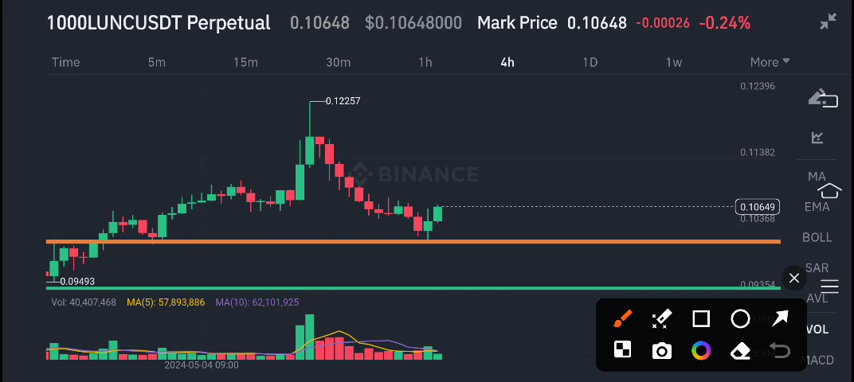 1000LUNCUSDT Perpetual 0.10648 $0.10648000 Mark Price 0.10648 -0.00026 -0.24%
Time 5m 15m 30m 1h 4h 1D 1w More
0.12396
0.12257
0.11382
BINANCE
MA
0.10649
EMA
0.10368
BOLL
SAR
0.09493
0.09354
AVL
Vol: 40,407,468 MA(5): 57,893,886 MA(10): 62,101,925
VOL
MACD
2024-05-04 09:00